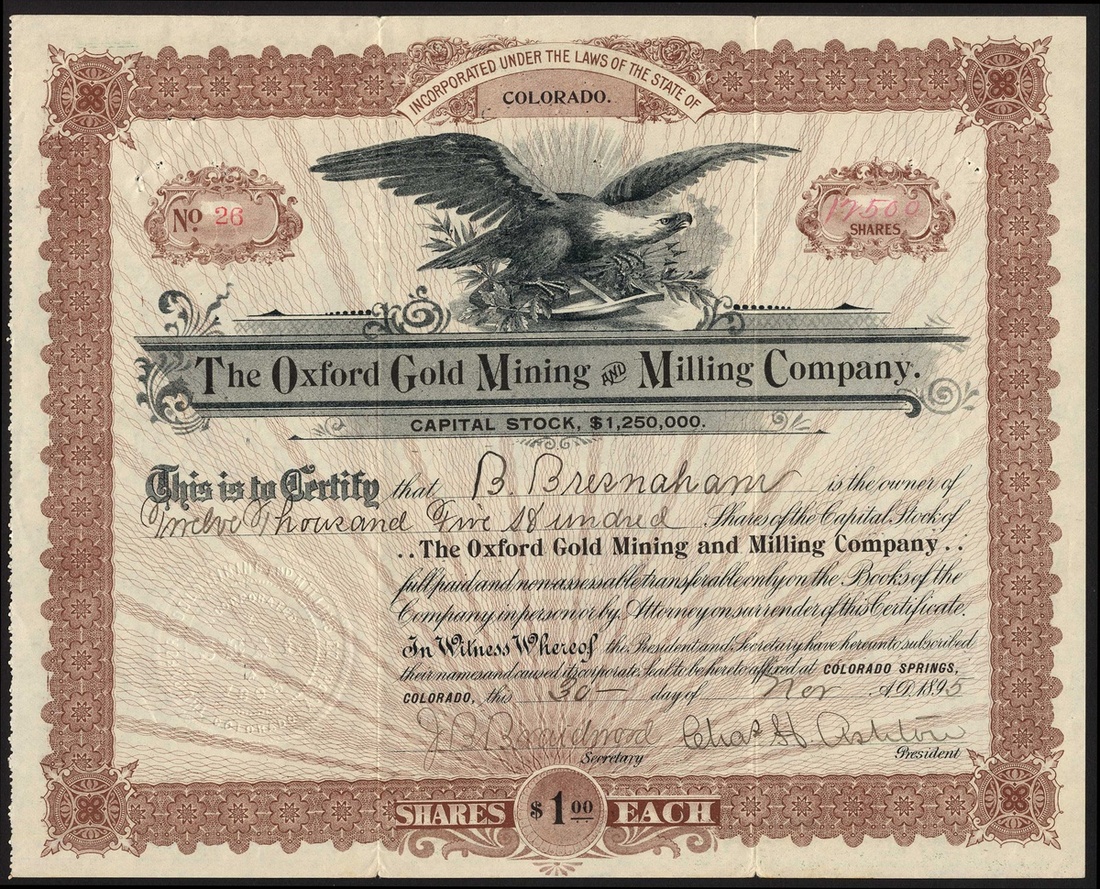 INCORPORATED UNDER THE LAWS OF THE STATE OF
COLORADO.
No. 26
12500
SHARES
The Oxford Gold Mining AND Milling Company.
CAPITAL STOCK, $1,250,000.
This is to Certify that B. Bresnaham is the owner of
Twelve Thousand Five Hundred Shares of the Capital Stock of
..The Oxford Gold Mining and Milling Company..
full paid and non-assessable transferable only on the Books of the
Company in person or by Attorney on surrender of this Certificate.
In Witness Whereof the President and Secretary have hereunto subscribed
their names and caused its corporate seal to be hereto affixed at COLORADO SPRINGS,
COLORADO, this 30- day of Nov A.D. 1895
Chas H. Ashton
Secretary
President
SHARES $1.00 EACH